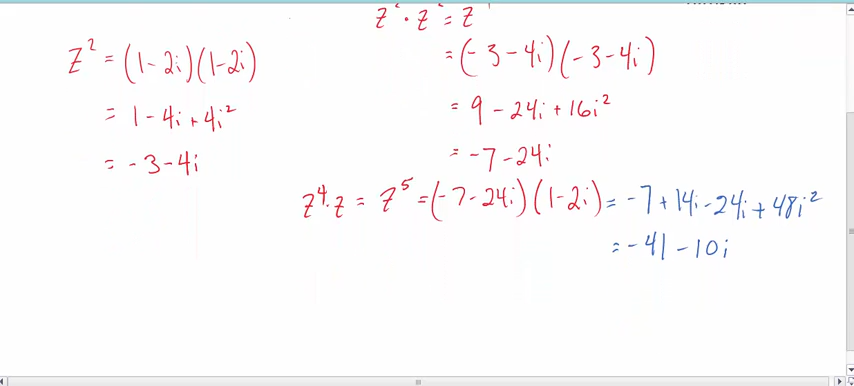 Z² = (1-2i)(1-2i)
= 1-4i+4i²
= -3-4i
Z² · Z² = Z
= (-3-4i)(-3-4i)
= 9-24i+16i²
= -7-24i
Z⁴·Z = Z⁵ = (-7-24i)(1-2i) = -7+14i-24i+48i²
= -41-10i